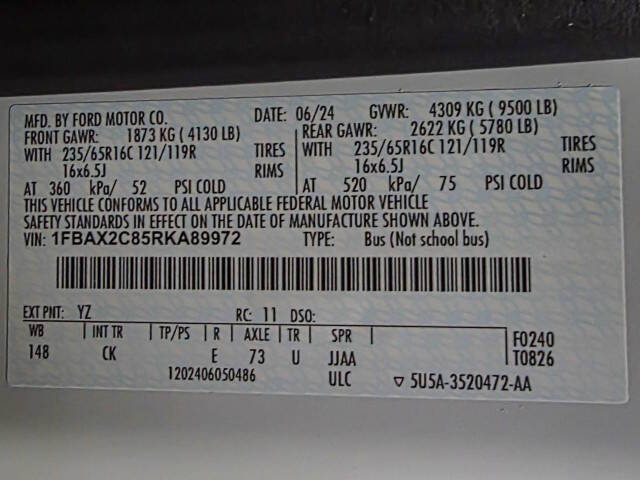 MFD. BY FORD MOTOR CO. DATE: 06/24 GVWR: 4309 KG ( 9500 LB)
FRONT GAWR: 1873 KG ( 4130 LB) REAR GAWR: 2622 KG ( 5780 LB)
WITH 235/65R16C 121/119R TIRES WITH 235/65R16C 121/119R TIRES
16x6.5J RIMS 16x6.5J RIMS
AT 360 kPa/ 52 PSI COLD AT 520 kPa/ 75 PSI COLD
THIS VEHICLE CONFORMS TO ALL APPLICABLE FEDERAL MOTOR VEHICLE
SAFETY STANDARDS IN EFFECT ON THE DATE OF MANUFACTURE SHOWN ABOVE.
VIN: 1FBAX2C85RKA89972 TYPE: Bus (Not school bus)
EXT PNT: YZ RC: 11 DSO:
WB INT TR TP/PS R AXLE TR SPR F0240
148 CK E 73 U JJAA T0826
1202406050486 ULC ▽ 5U5A-3520472-AA